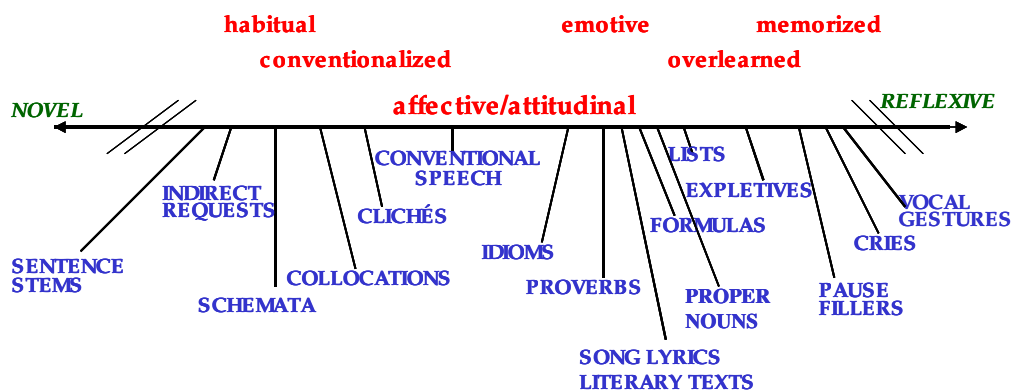 habitual
emotive
memorized
conventionalized
overlearned
NOVEL
affective/attitudinal
REFLEXIVE
CONVENTIONAL
SPEECH
LISTS
INDIRECT
REQUESTS
EXPLETIVES
CLICHÉS
VOCAL
GESTURES
FORMULAS
CRIES
IDIOMS
SENTENCE
STEMS
COLLOCATIONS
PROVERBS
SCHEMATA
PROPER
NOUNS
PAUSE
FILLERS
SONG LYRICS
LITERARY TEXTS